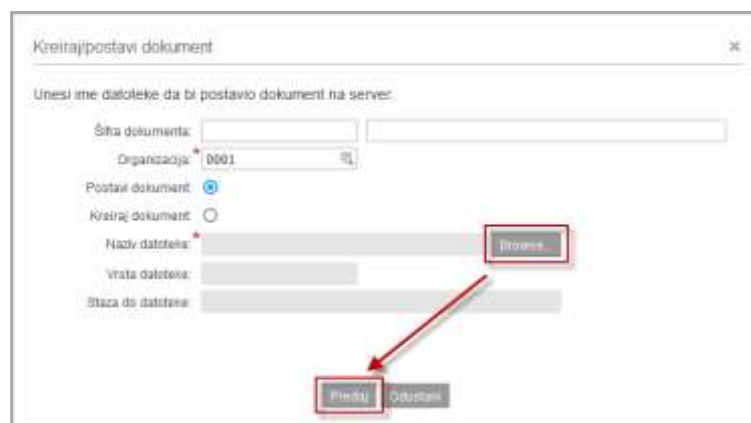 Kreiraj/postavi dokument
Unesi ime datoteke da bi postavio dokument na server.
Šifra dokumenta:
Organizacija: * 0001
Postavi dokument
Kreiraj dokument
Naziv datoteke: * Browse...
Vrsta datoteke:
Staza do datoteke:
Predaj Odustani